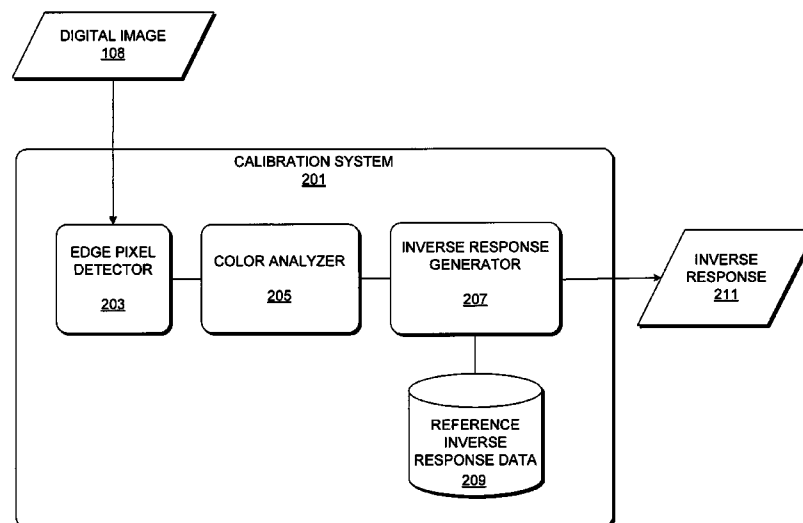 DIGITAL IMAGE
108
CALIBRATION SYSTEM
201
EDGE PIXEL
DETECTOR
203
COLOR ANALYZER
205
INVERSE RESPONSE
GENERATOR
207
INVERSE
RESPONSE
211
REFERENCE
INVERSE
RESPONSE DATA
209